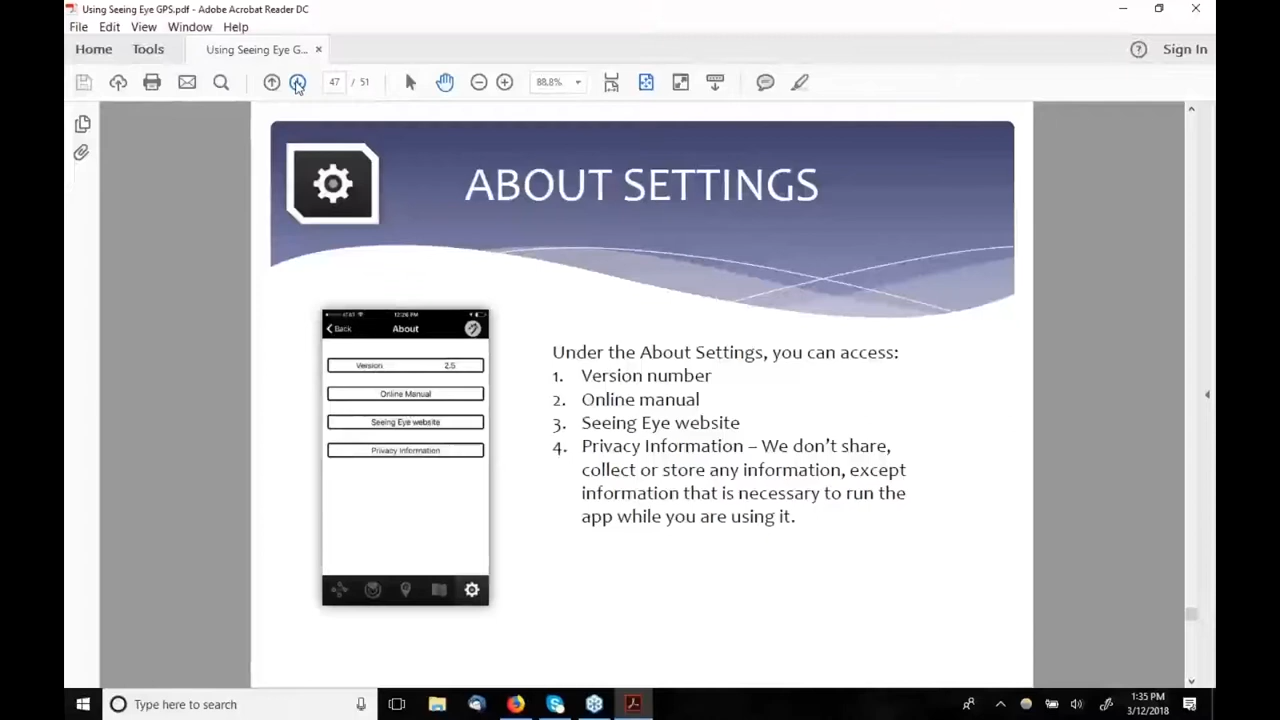 Using Seeing Eye GPS.pdf - Adobe Acrobat Reader DC
File Edit View Window Help
Home Tools Using Seeing Eye G... × Sign In
47 / 51 88.8%
ABOUT SETTINGS
12:26 PM
Back About
Version 2.5
Online Manual
Seeing Eye website
Privacy Information
Under the About Settings, you can access:
1. Version number
2. Online manual
3. Seeing Eye website
4. Privacy Information – We don’t share,
collect or store any information, except
information that is necessary to run the
app while you are using it.
Type here to search
1:35 PM
3/12/2018